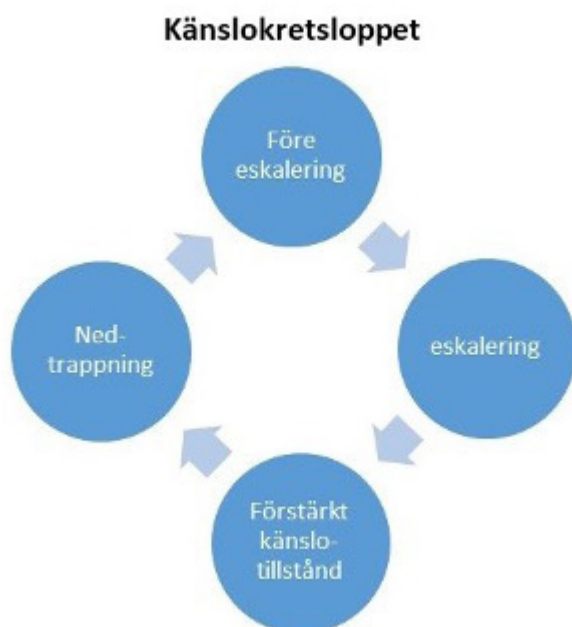 Känslokretsloppet
Före
eskalering
eskalering
Förstärkt
känslo-
tillstånd
Ned-
trappning